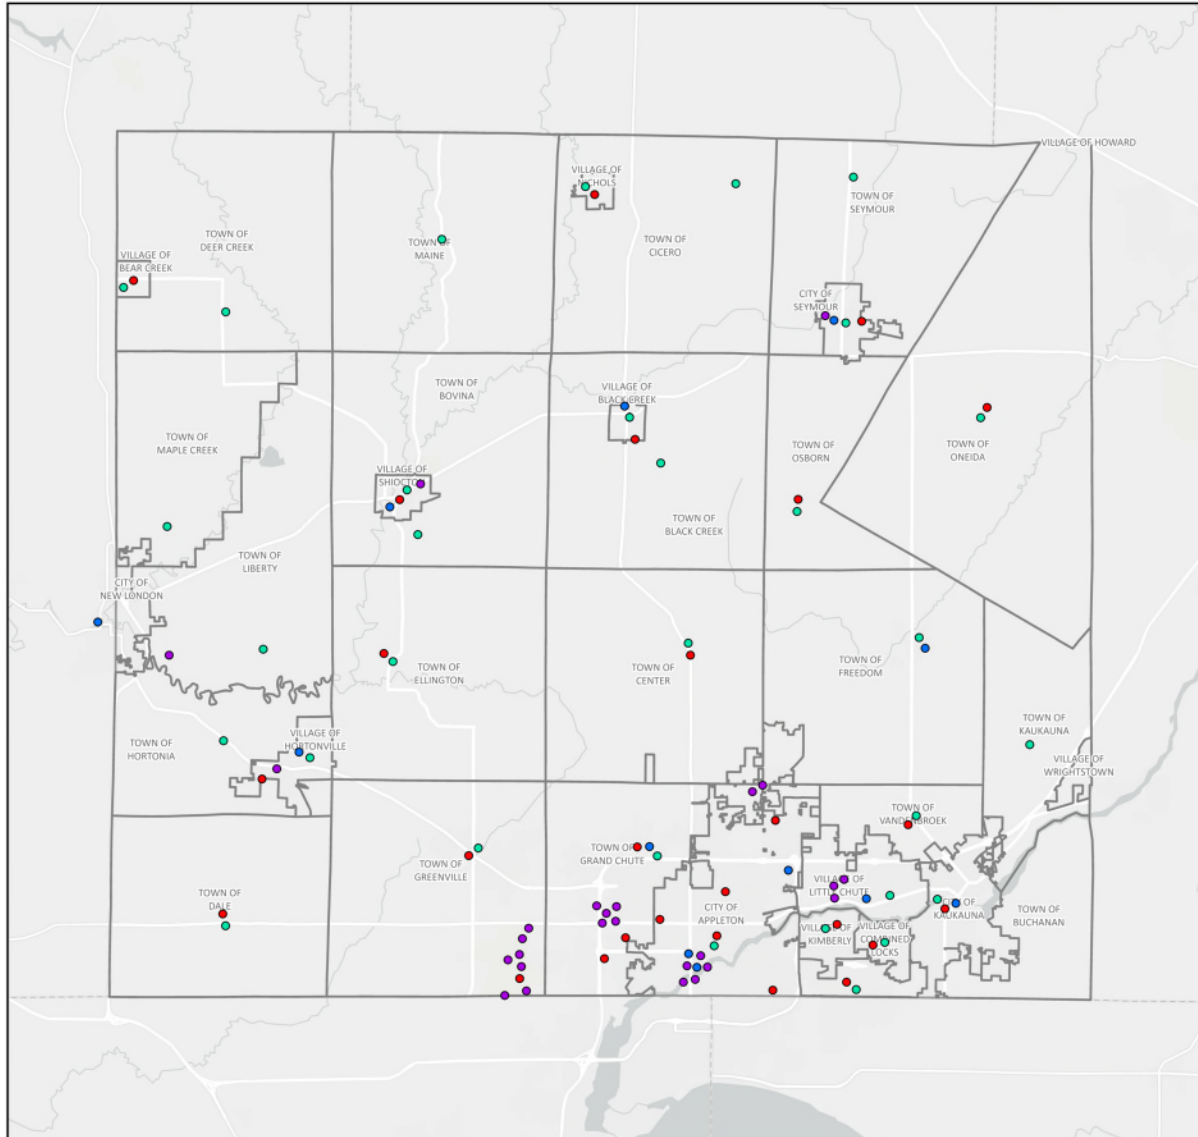 VILLAGE OF HOWARD
VILLAGE OF
NICHOLS
TOWN OF
SEYMOUR
TOWN OF
DEER CREEK
TOWN OF
MAINE
TOWN OF
CICERO
VILLAGE OF
BEAR CREEK
CITY OF
SEYMOUR
TOWN OF
BOVINA
VILLAGE OF
BLACK CREEK
TOWN OF
MAPLE CREEK
TOWN OF
OSBORN
TOWN OF
ONEIDA
VILLAGE OF
SHIOCTON
TOWN OF
BLACK CREEK
TOWN OF
LIBERTY
CITY OF
NEW LONDON
TOWN OF
ELLINGTON
TOWN OF
CENTER
TOWN OF
FREEDOM
TOWN OF
KAUKAUNA
TOWN OF
HORTONIA
VILLAGE OF
HORTONVILLE
VILLAGE OF
WRIGHTSTOWN
TOWN OF
VANDENBROEK
TOWN OF
GREENVILLE
TOWN OF
GRAND CHUTE
VILLAGE OF
LITTLE CHUTE
TOWN OF
DALE
CITY OF
APPLETON
CITY OF
KAUKAUNA
TOWN OF
BUCHANAN
VILLAGE OF
KIMBERLY
VILLAGE OF
COMBINED
LOCKS